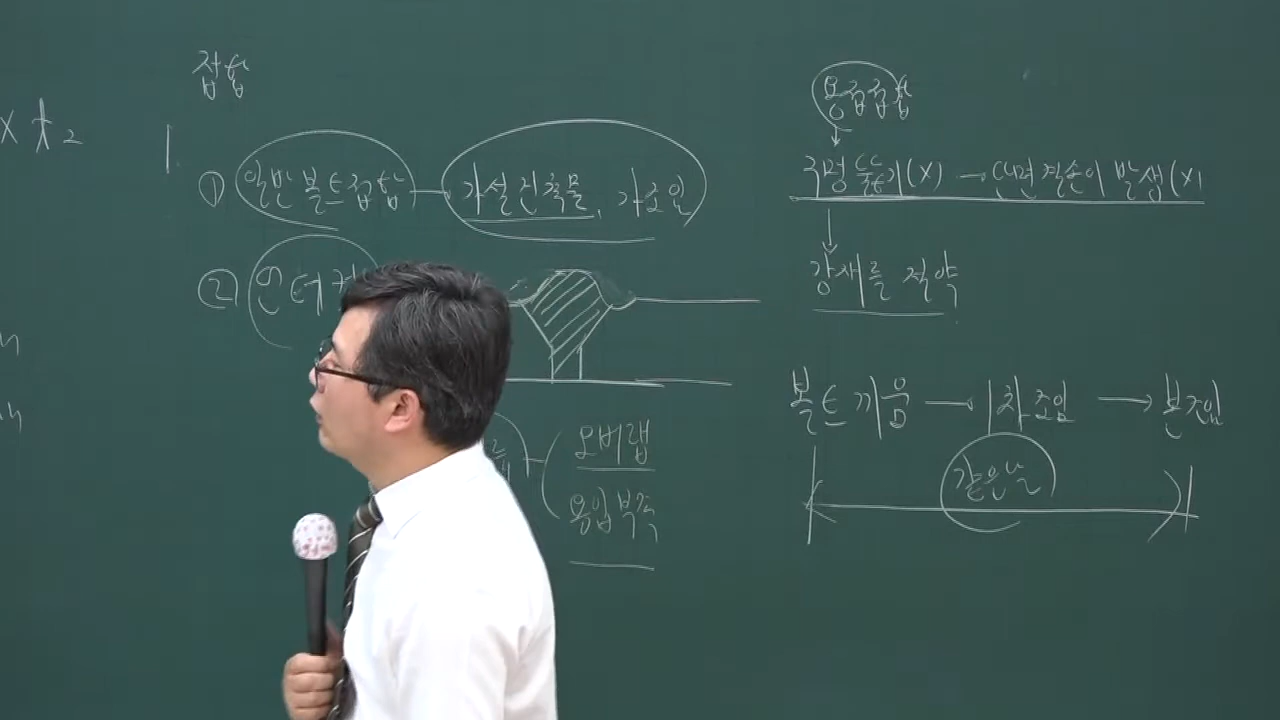 접합
① 일반볼트접합 — 가설건축물, 가조임
②
오버랩
용입부족
용접접합
↓
구멍 뚫기(X) → 단면결손이 발생(X)
↓
강재를 절약
볼트끼움 → 1차조임 → 본조임
같은날